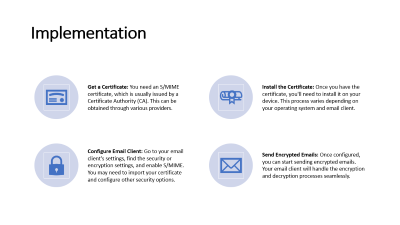 Implementation
Get a Certificate: You need an S/MIME
certificate, which is usually issued by a
Certificate Authority (CA). This can be
obtained through various providers.
Install the Certificate: Once you have the
certificate, you'll need to install it on your
device. This process varies depending on
your operating system and email client.
Configure Email Client: Go to your email
client's settings, find the security or
encryption settings, and enable S/MIME.
You may need to import your certificate
and configure other security options.
Send Encrypted Emails: Once configured,
you can start sending encrypted emails.
Your email client will handle the encryption
and decryption processes seamlessly.